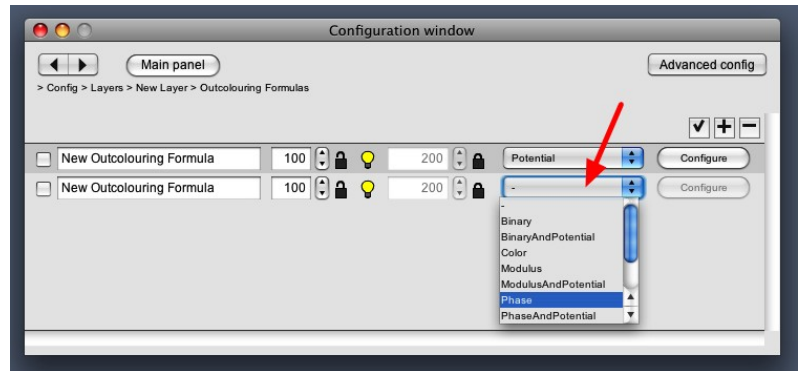 Configuration window
Main panel
Advanced config
> Config > Layers > New Layer > Outcolouring Formulas
New Outcolouring Formula 100 200 Potential Configure
New Outcolouring Formula 100 200 - Configure
-
Binary
BinaryAndPotential
Color
Modulus
ModulusAndPotential
Phase
PhaseAndPotential